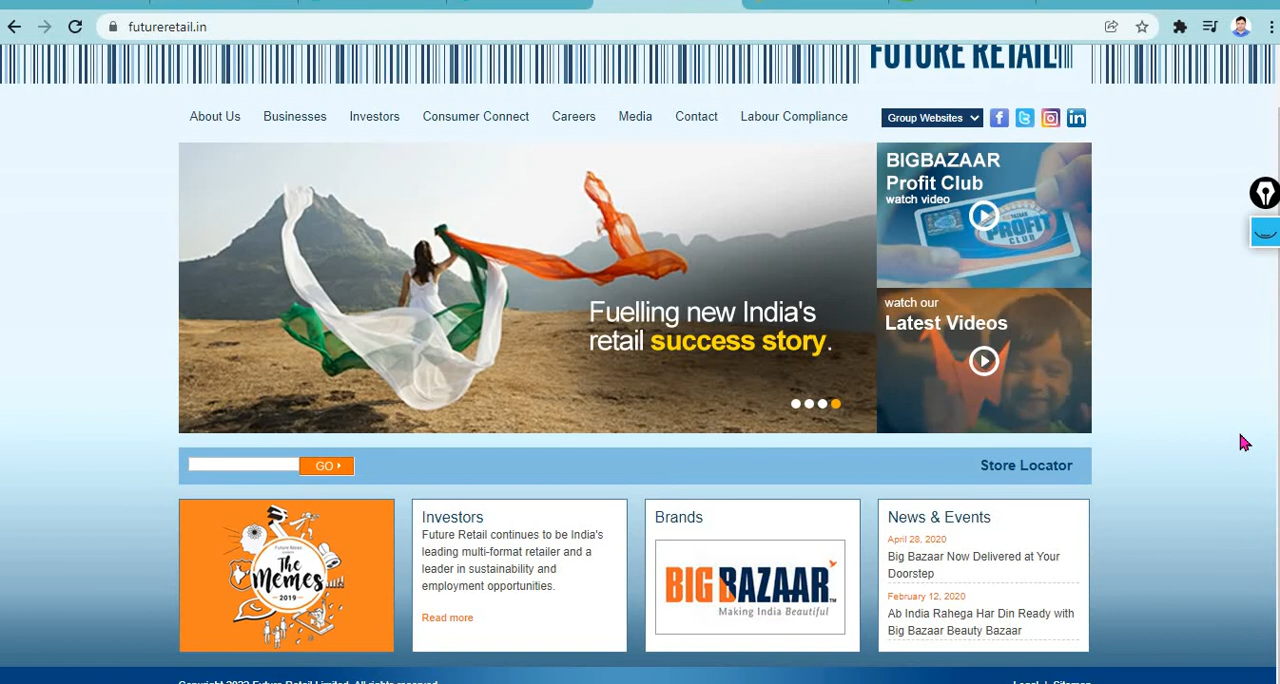 futureretail.in
FUTURE RETAIL
About Us Businesses Investors Consumer Connect Careers Media Contact Labour Compliance Group Websites
BIGBAZAAR
Profit Club
watch video
PROFIT
CLUB
Fuelling new India's
retail success story.
watch our
Latest Videos
GO
Store Locator
The
Memes
2019
Investors
Future Retail continues to be India's
leading multi-format retailer and a
leader in sustainability and
employment opportunities.
Read more
Brands
BIG BAZAAR™
Making India Beautiful
News & Events
April 28, 2020
Big Bazaar Now Delivered at Your
Doorstep
February 12, 2020
Ab India Rahega Har Din Ready with
Big Bazaar Beauty Bazaar
Copyright 2022 Future Retail Limited. All rights reserved. Legal | Sitemap